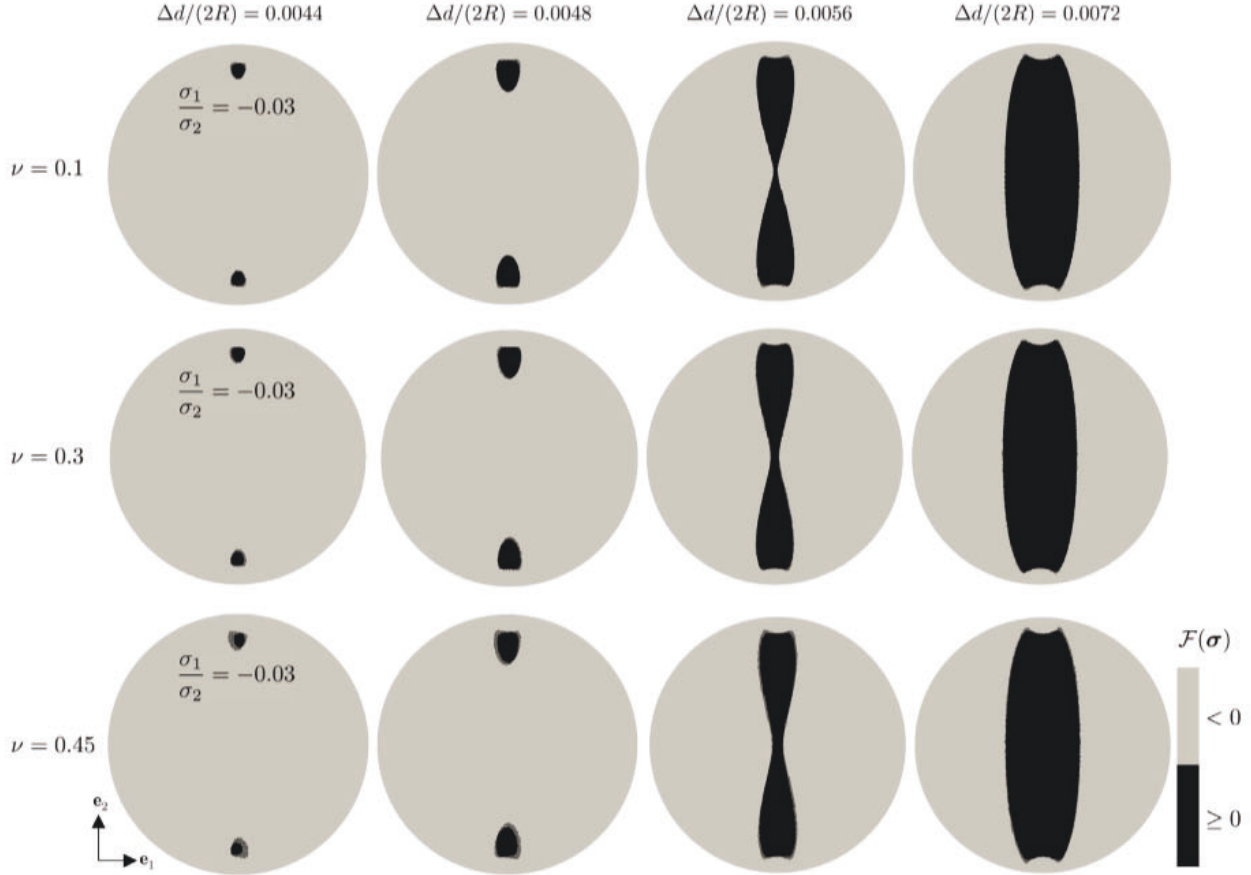 Δd/(2R) = 0.0044 Δd/(2R) = 0.0048 Δd/(2R) = 0.0056 Δd/(2R) = 0.0072
σ₁/σ₂ = −0.03
ν = 0.1
σ₁/σ₂ = −0.03
ν = 0.3
σ₁/σ₂ = −0.03
ν = 0.45
F(σ)
< 0
≥ 0
e₂
e₁